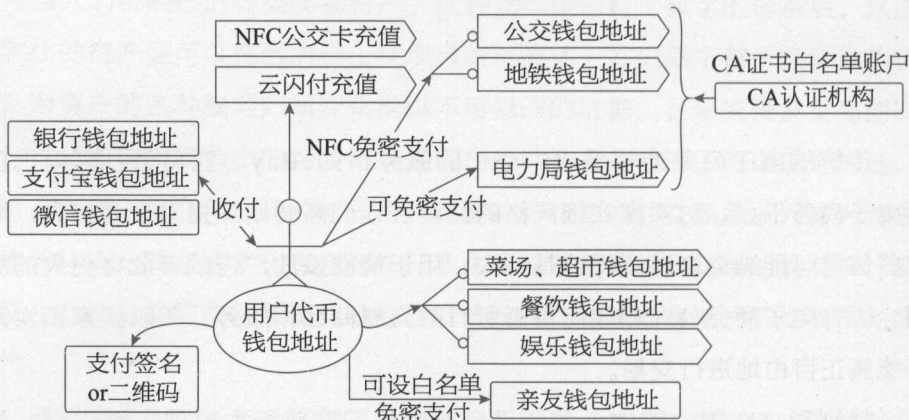 NFC公交卡充值
云闪付充值
公交钱包地址
地铁钱包地址
CA证书白名单账户
CA认证机构
银行钱包地址
支付宝钱包地址
微信钱包地址
NFC免密支付
收付
可免密支付
电力局钱包地址
用户代币
钱包地址
菜场、超市钱包地址
餐饮钱包地址
娱乐钱包地址
支付签名
or二维码
可设白名单
免密支付
亲友钱包地址